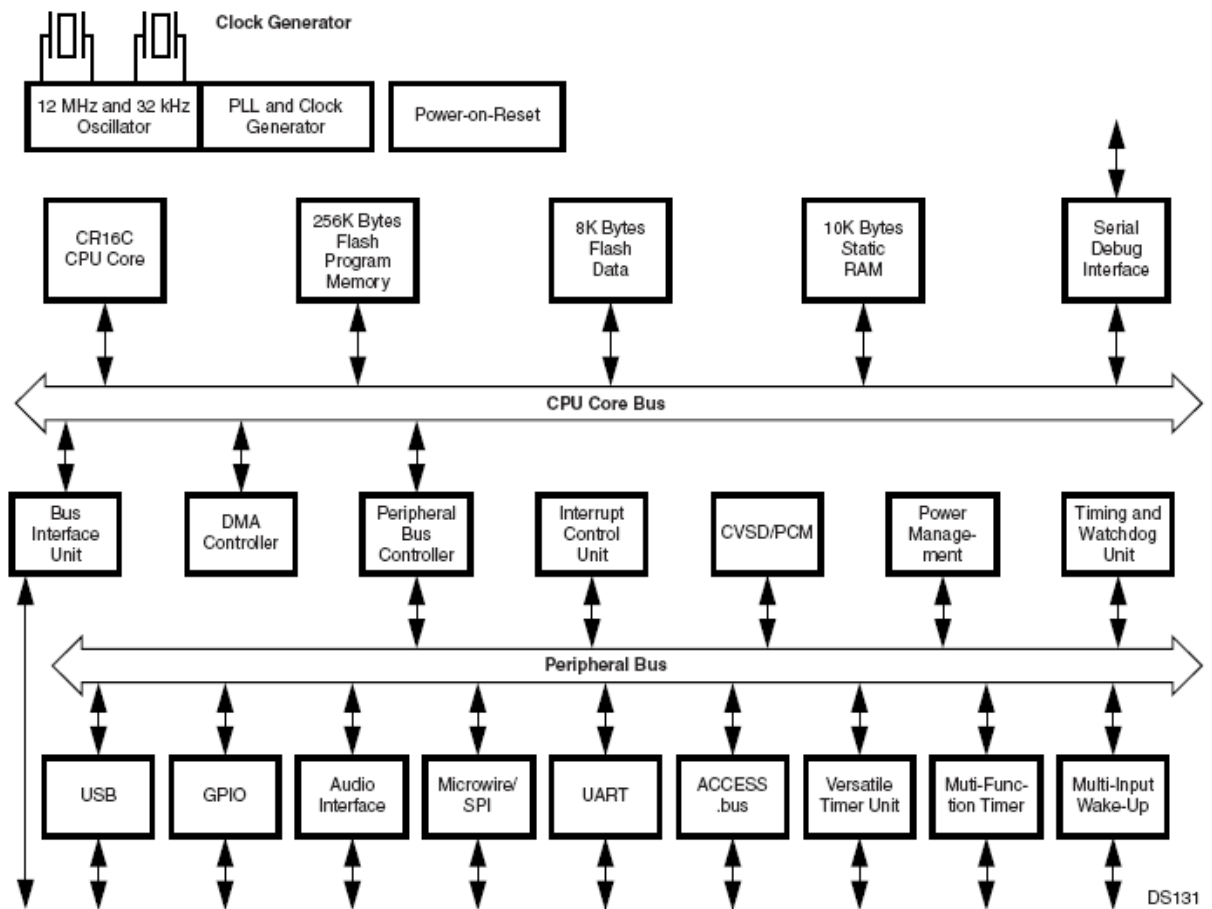 Clock Generator
12 MHz and 32 kHz
Oscillator
PLL and Clock
Generator
Power-on-Reset
CR16C
CPU Core
256K Bytes
Flash
Program
Memory
8K Bytes
Flash
Data
10K Bytes
Static
RAM
Serial
Debug
Interface
CPU Core Bus
Bus
Interface
Unit
DMA
Controller
Peripheral
Bus
Controller
Interrupt
Control
Unit
CVSD/PCM
Power
Manage-
ment
Timing and
Watchdog
Unit
Peripheral Bus
USB
GPIO
Audio
Interface
Microwire/
SPI
UART
ACCESS
.bus
Versatile
Timer Unit
Muti-Func-
tion Timer
Multi-Input
Wake-Up
DS131